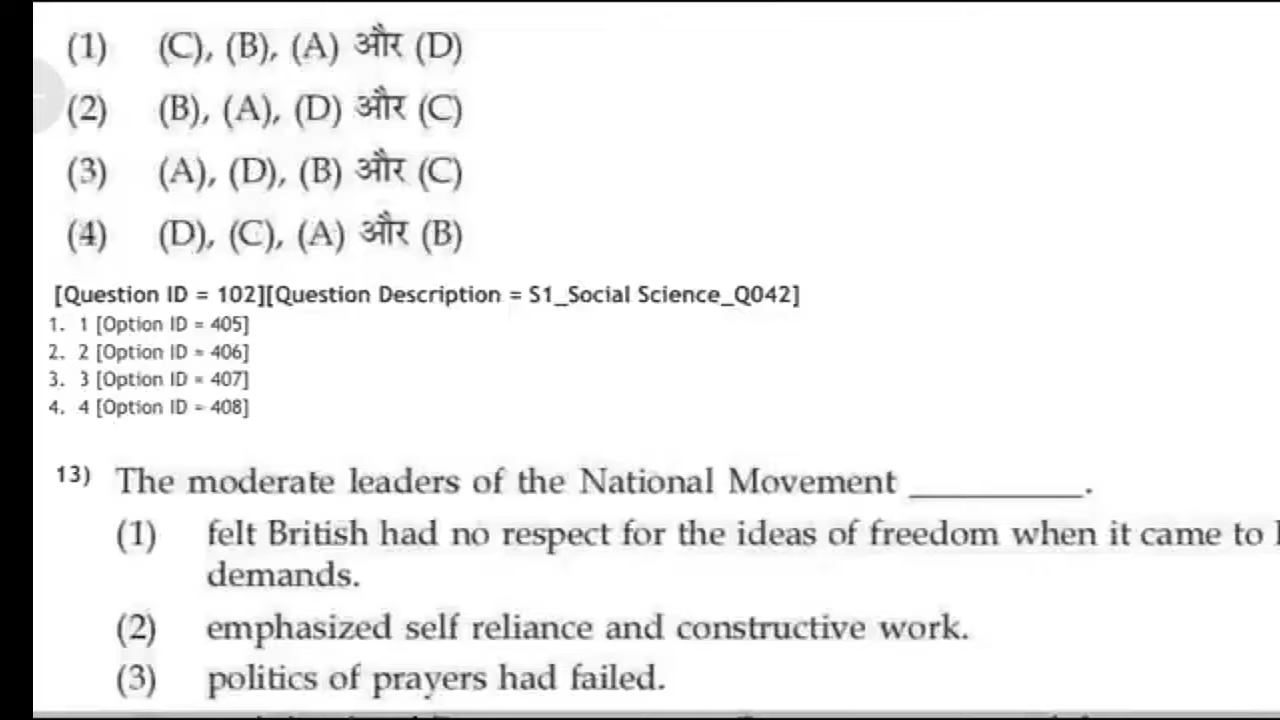 (1) (C), (B), (A) और (D)
(2) (B), (A), (D) और (C)
(3) (A), (D), (B) और (C)
(4) (D), (C), (A) और (B)
[Question ID = 102][Question Description = S1_Social Science_Q042]
1. 1 [Option ID = 405]
2. 2 [Option ID = 406]
3. 3 [Option ID = 407]
4. 4 [Option ID = 408]
13) The moderate leaders of the National Movement __________.
(1) felt British had no respect for the ideas of freedom when it came to
demands.
(2) emphasized self reliance and constructive work.
(3) politics of prayers had failed.